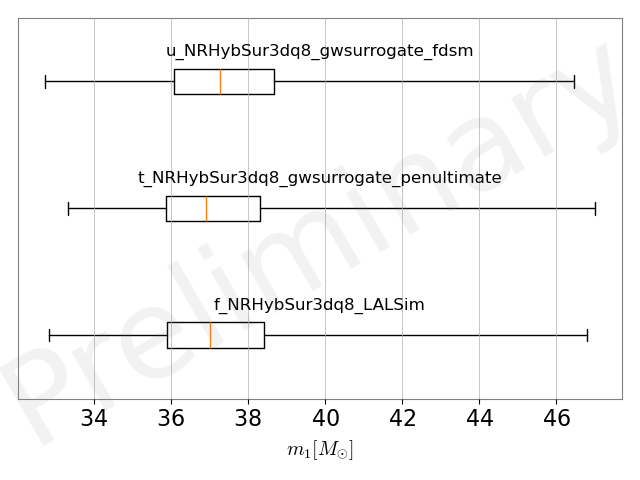 u_NRHybSur3dq8_gwsurrogate_fdsm
t_NRHybSur3dq8_gwsurrogate_penultimate
f_NRHybSur3dq8_LALSim
Preliminary
34 36 38 40 42 44 46
m₁[M☉]